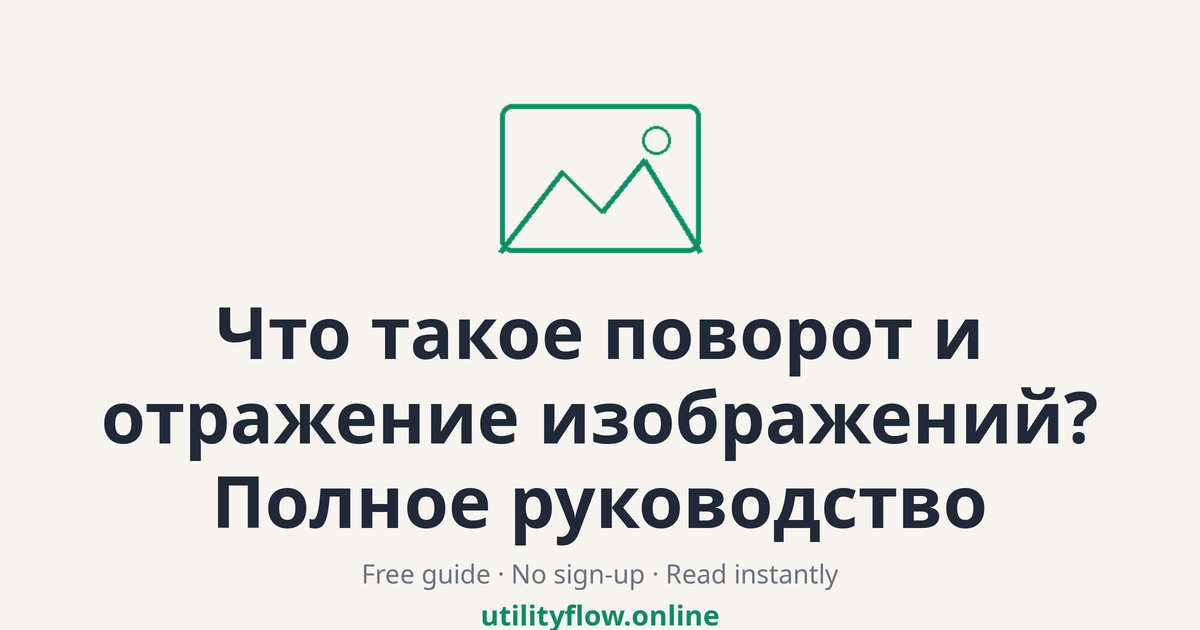 Что такое поворот и
отражение изображений?
Полное руководство
Free guide · No sign-up · Read instantly
utilityflow.online